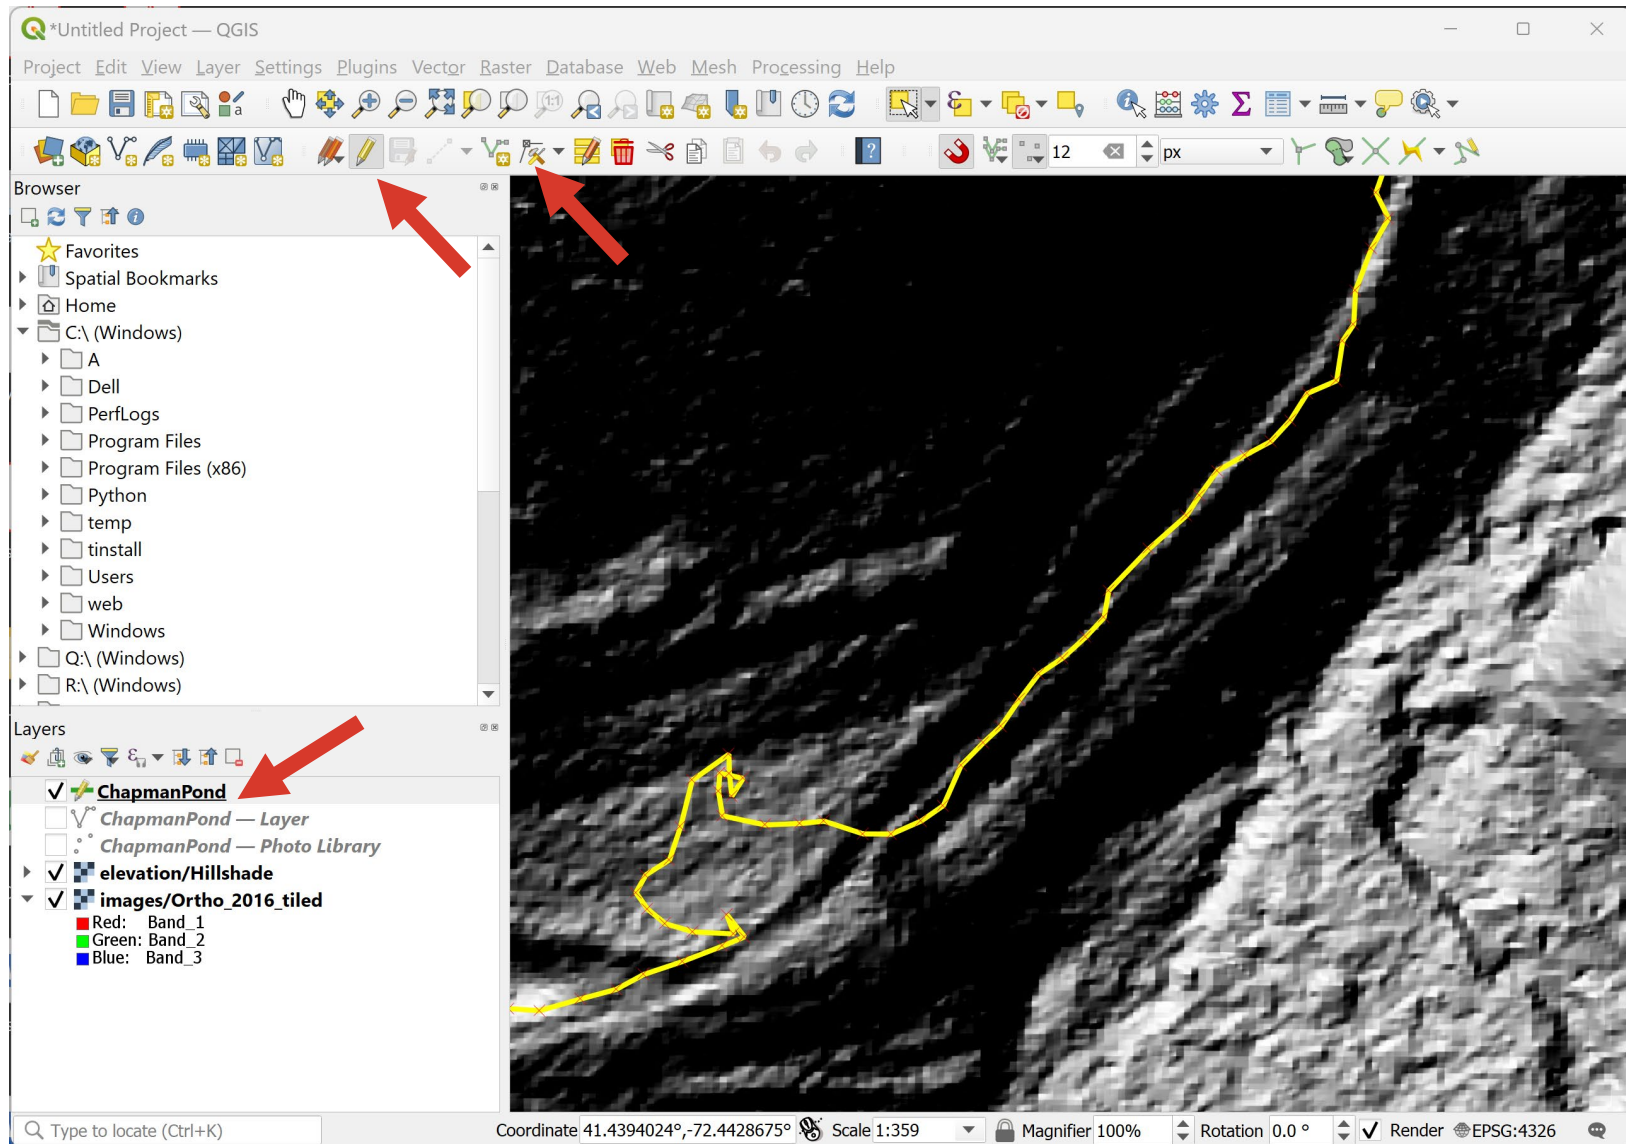 *Untitled Project — QGIS
Project Edit View Layer Settings Plugins Vector Raster Database Web Mesh Processing Help
1:1
a
12 px
?
Browser
Favorites
Spatial Bookmarks
Home
C:\ (Windows)
A
Dell
PerfLogs
Program Files
Program Files (x86)
Python
temp
tinstall
Users
web
Windows
Q:\ (Windows)
R:\ (Windows)
Layers
ChapmanPond
ChapmanPond — Layer
ChapmanPond — Photo Library
elevation/Hillshade
images/Ortho_2016_tiled
Red: Band_1
Green: Band_2
Blue: Band_3
Type to locate (Ctrl+K) Coordinate 41.4394024°,-72.4428675° Scale 1:359 Magnifier 100% Rotation 0.0 ° Render EPSG:4326